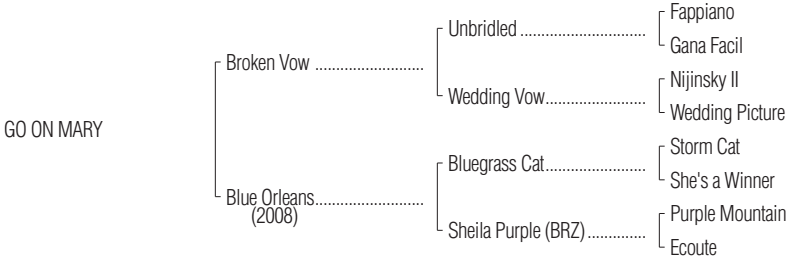 Fappiano
Unbridled ..............................
Gana Facil
Broken Vow ..........................
Nijinsky II
Wedding Vow........................
Wedding Picture
GO ON MARY
Storm Cat
Bluegrass Cat........................
She's a Winner
Blue Orleans..........................
(2008)
Purple Mountain
Sheila Purple (BRZ)..............
Ecoute